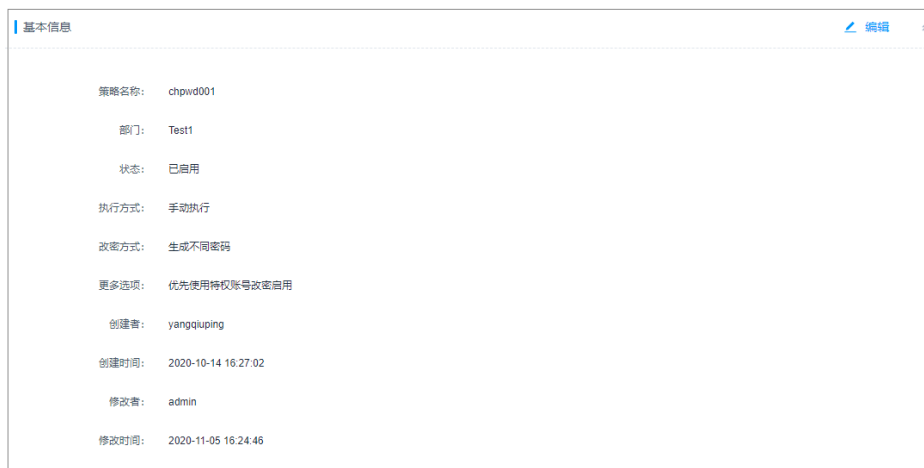 基本信息 编辑
策略名称： chpwd001
部门： Test1
状态： 已启用
执行方式： 手动执行
改密方式： 生成不同密码
更多选项： 优先使用特权账号改密启用
创建者： yangqiuping
创建时间： 2020-10-14 16:27:02
修改者： admin
修改时间： 2020-11-05 16:24:46